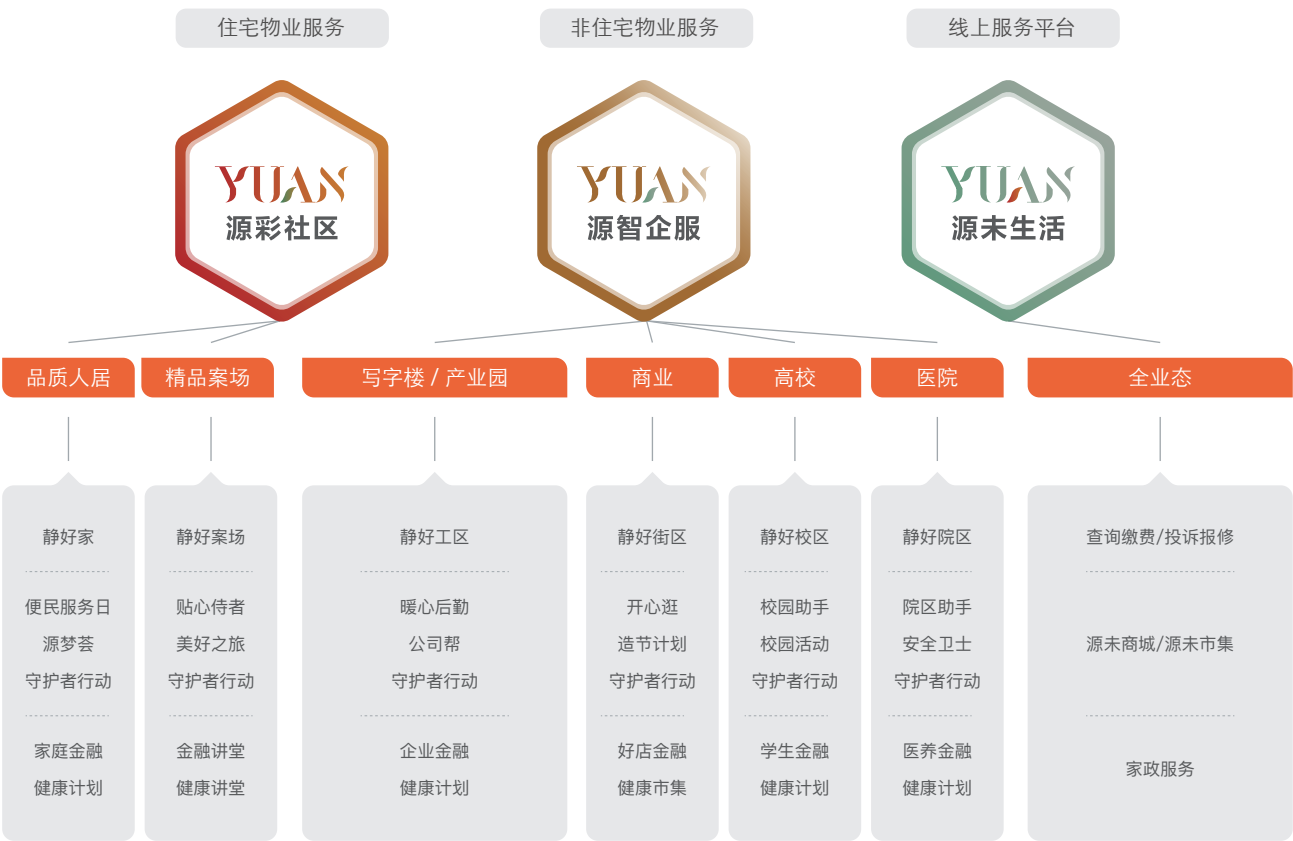 住宅物业服务
非住宅物业服务
线上服务平台
YUAN
源彩社区
YUAN
源智企服
YUAN
源未生活
品质人居
精品案场
写字楼 / 产业园
商业
高校
医院
全业态
静好家
便民服务日
源梦荟
守护者行动
家庭金融
健康计划
静好案场
贴心侍者
美好之旅
守护者行动
金融讲堂
健康讲堂
静好工区
暖心后勤
公司帮
守护者行动
企业金融
健康计划
静好街区
开心逛
造节计划
守护者行动
好店金融
健康市集
静好校区
校园助手
校园活动
守护者行动
学生金融
健康计划
静好院区
院区助手
安全卫士
守护者行动
医养金融
健康计划
查询缴费/投诉报修
源未商城/源未市集
家政服务